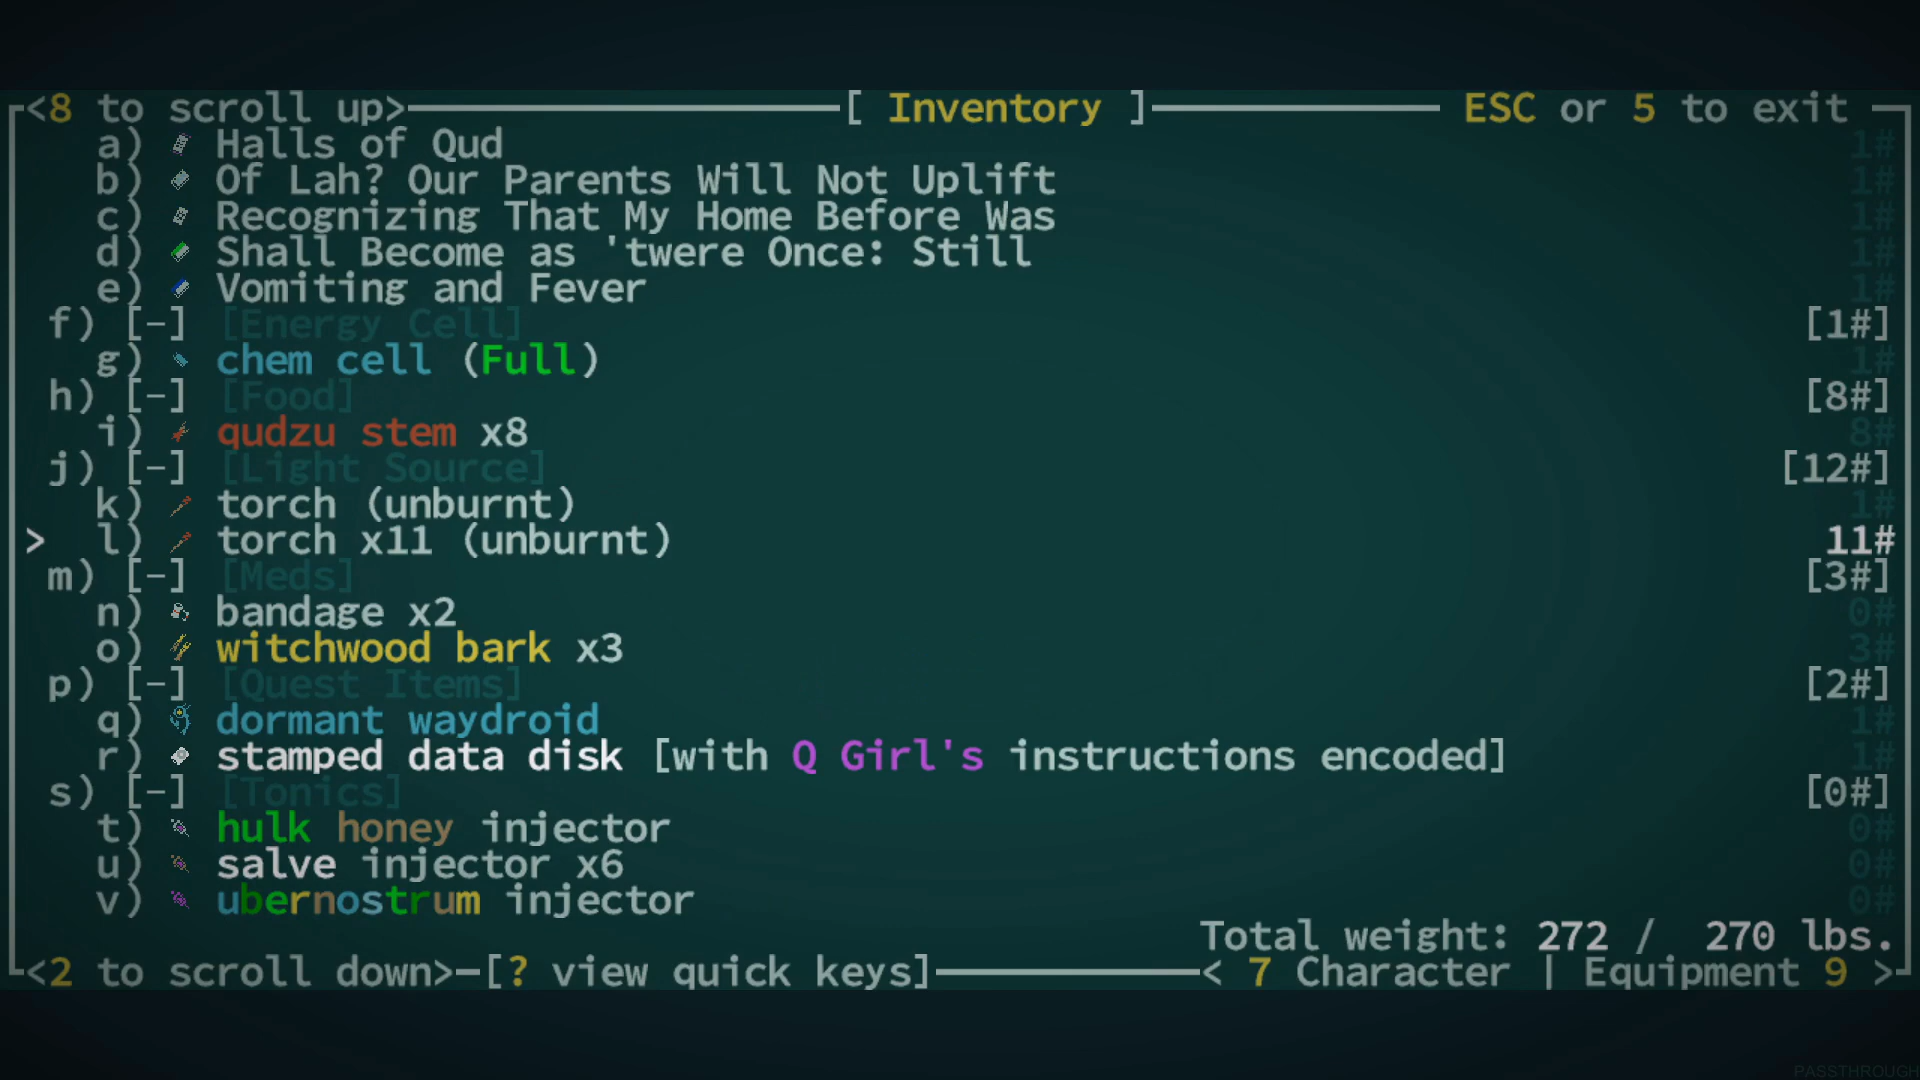 <8 to scroll up> [ Inventory ] ESC or 5 to exit
a) Halls of Qud 1#
b) Of Lah? Our Parents Will Not Uplift 1#
c) Recognizing That My Home Before Was 1#
d) Shall Become as 'twere Once: Still 1#
e) Vomiting and Fever 1#
f) [-] [Energy Cell] [1#]
g) chem cell (Full) 1#
h) [-] [Food] [8#]
i) qudzu stem x8 8#
j) [-] [Light Source] [12#]
k) torch (unburnt) 1#
> l) torch x11 (unburnt) 11#
m) [-] [Meds] [3#]
n) bandage x2 0#
o) witchwood bark x3 3#
p) [-] [Quest Items] [2#]
q) dormant waydroid 1#
r) stamped data disk [with Q Girl's instructions encoded] 1#
s) [-] [Tonics] [0#]
t) hulk honey injector 0#
u) salve injector x6 0#
v) ubernostrum injector 0#
Total weight: 272 / 270 lbs.
<2 to scroll down> [? view quick keys] < 7 Character | Equipment 9 >
PASSTHROUGH